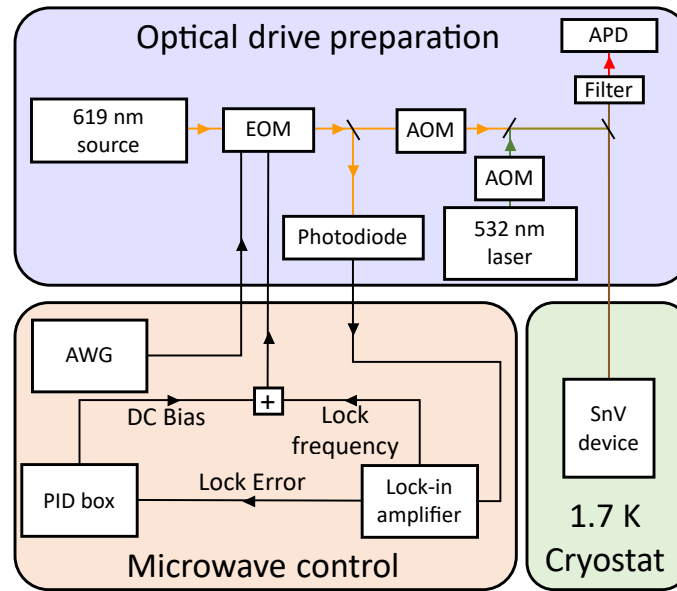 Optical drive preparation
APD
Filter
619 nm
source
EOM
AOM
AOM
532 nm
laser
Photodiode
AWG
+
DC Bias
Lock
frequency
PID box
Lock Error
Lock-in
amplifier
Microwave control
SnV
device
1.7 K
Cryostat